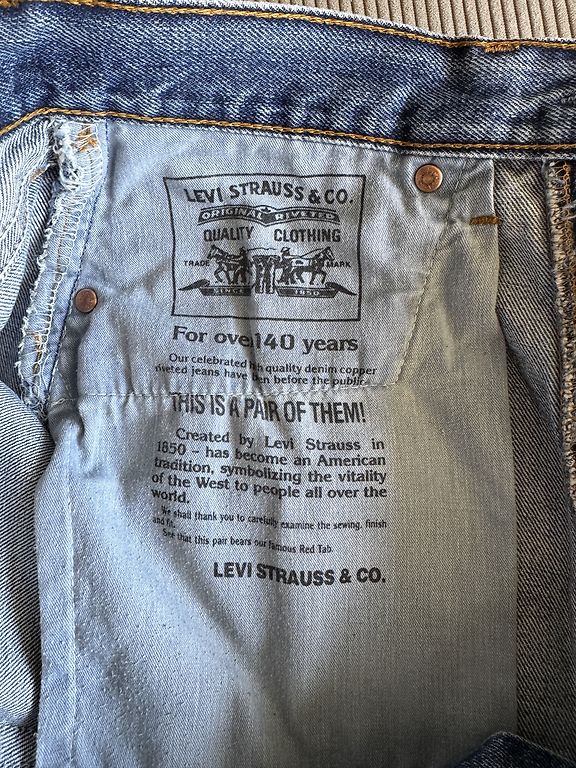 LEVI STRAUSS & CO.
ORIGINAL RIVETED
QUALITY CLOTHING
TRADE MARK
SINCE 1850
For over 140 years
Our celebrated quality denim copper
riveted jeans have before the public
THIS IS A PAIR OF THEM!
Created by Levi Strauss in
1850 - has become an American
tradition, symbolizing the vitality
of the West to people all over the
world.
We shall thank you to carefully examine the sewing, finish
and fit.
See that this pair bears our famous Red Tab.
LEVI STRAUSS & CO.